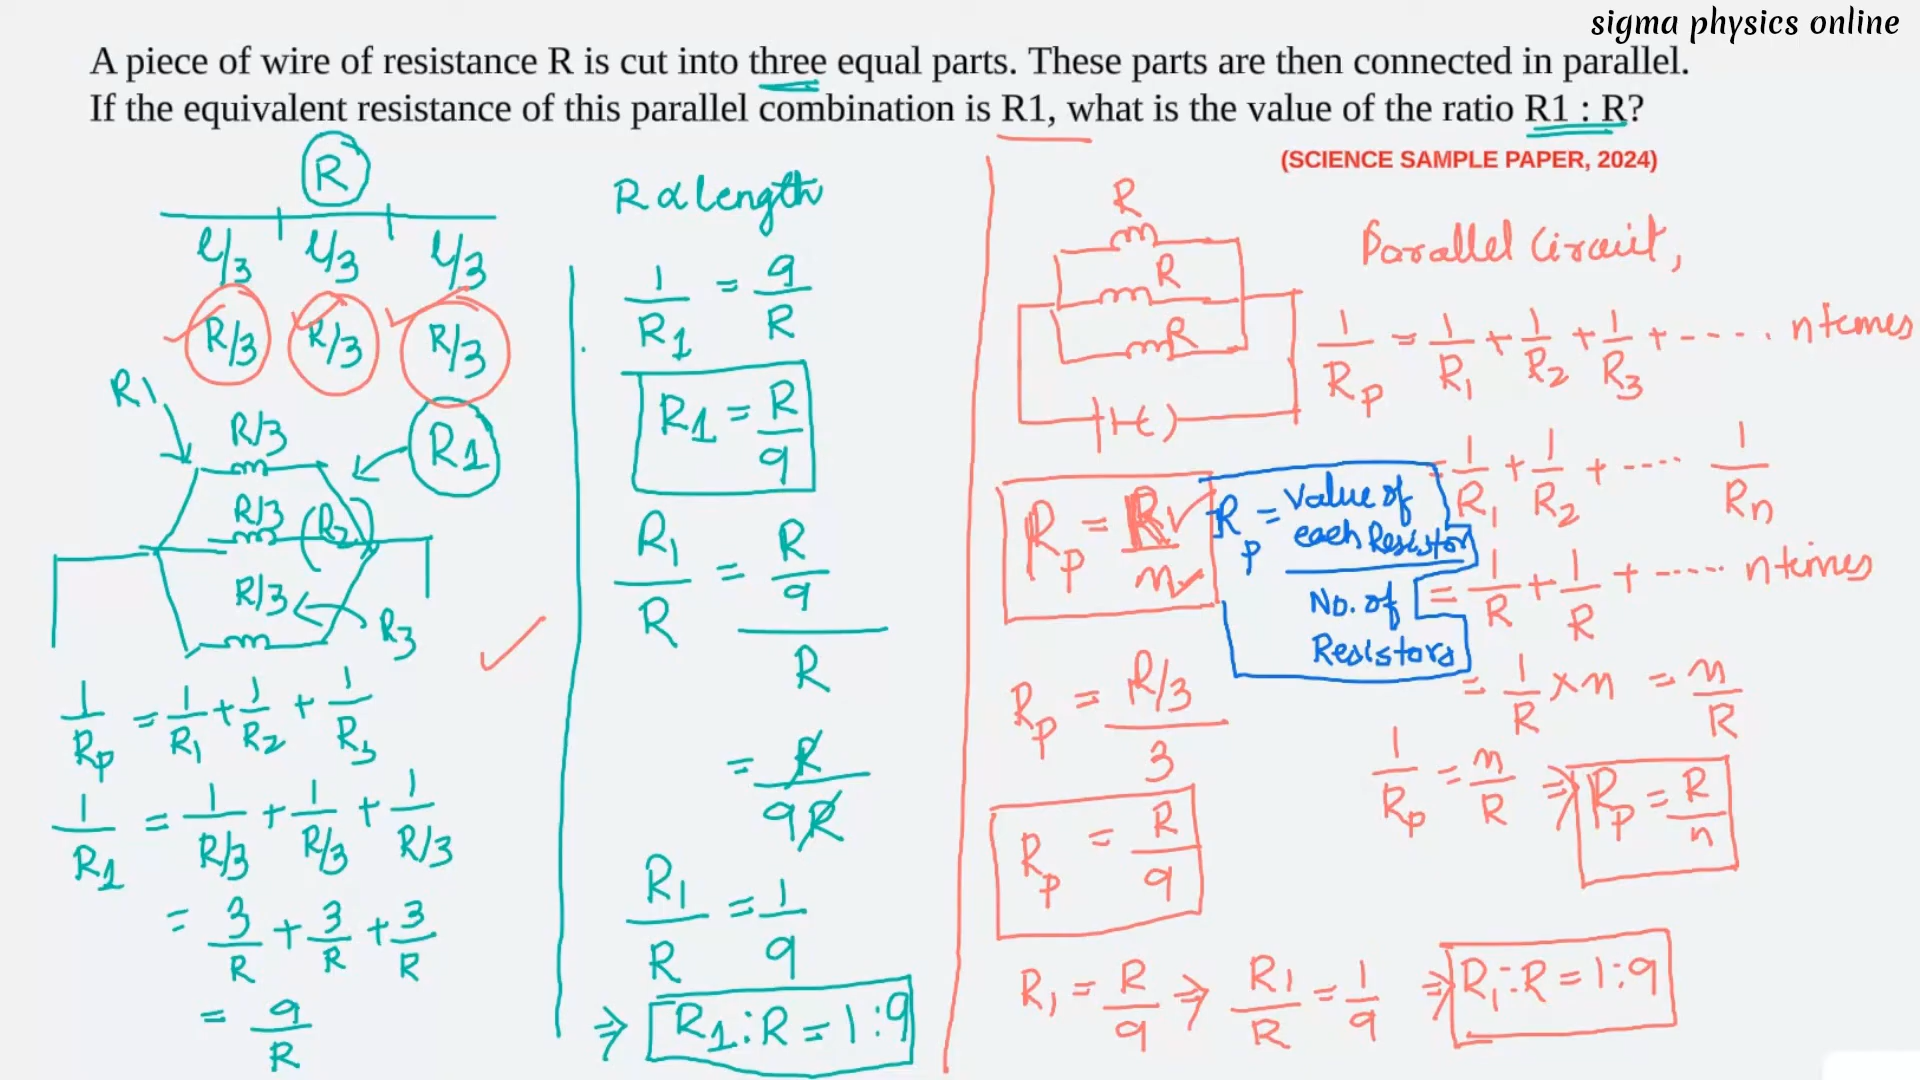 sigma physics online
A piece of wire of resistance R is cut into three equal parts. These parts are then connected in parallel.
If the equivalent resistance of this parallel combination is R1, what is the value of the ratio R1 : R?
(SCIENCE SAMPLE PAPER, 2024)
R
l/3 l/3 l/3
R/3 R/3 R/3
R1
R/3
R1
R/3 (R2)
R/3
R3
1/Rp = 1/R1 + 1/R2 + 1/R3
1/R1 = 1/R/3 + 1/R/3 + 1/R/3
= 3/R + 3/R + 3/R
= 9/R
R α length
1/R1 = 9/R
R1 = R/9
R1/R = R/9/R
= R/9R
R1/R = 1/9
⇒ R1 : R = 1 : 9
R
R
R
Parallel Circuit,
1/Rp = 1/R1 + 1/R2 + 1/R3 + ---- n times
= 1/R1 + 1/R2 + ---- 1/Rn
= 1/R + 1/R + ---- n times
= 1/R × n = n/R
1/Rp = n/R ⇒ Rp = R/n
Rp = R/n
Rp = Value of each Resistor
No. of
Resistors
Rp = R/3/3
Rp = R/9
R1 = R/9 ⇒ R1/R = 1/9 ⇒ R1 : R = 1 : 9